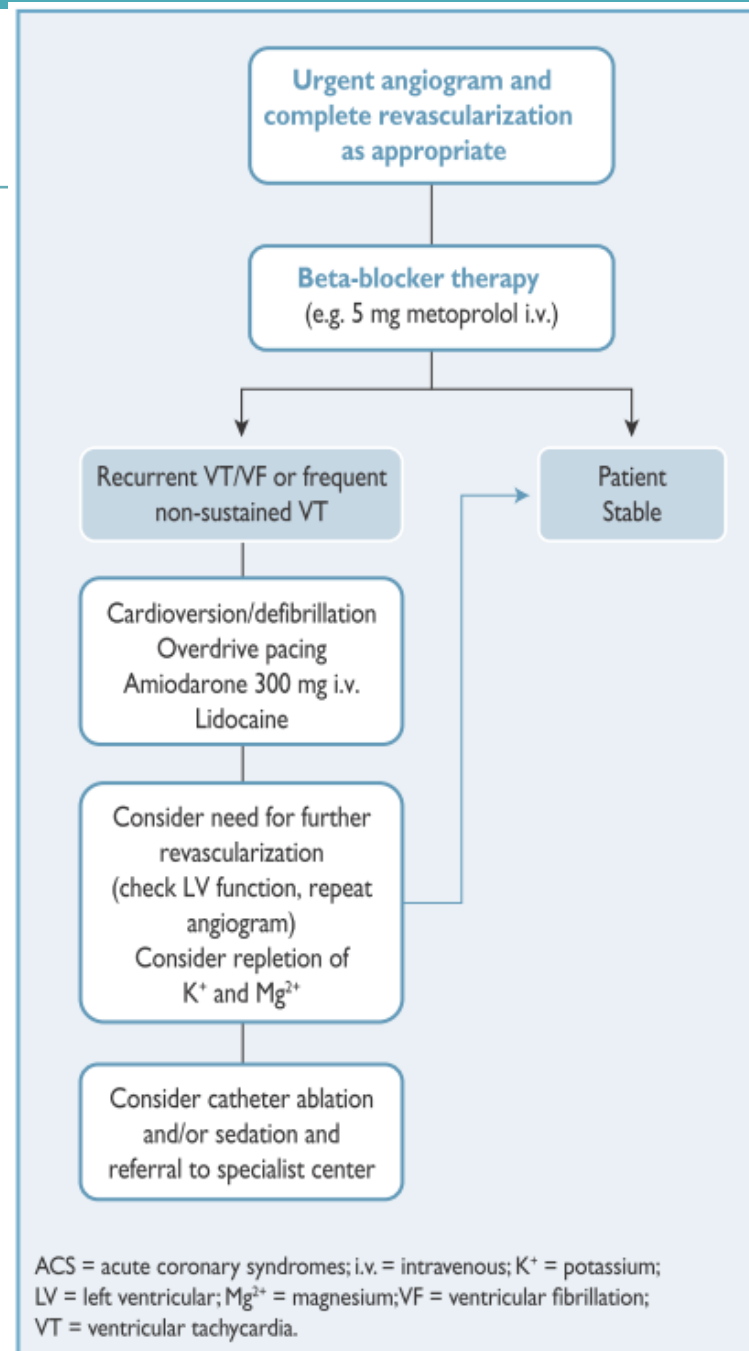 Urgent angiogram and
complete revascularization
as appropriate
Beta-blocker therapy
(e.g. 5 mg metoprolol i.v.)
Recurrent VT/VF or frequent
non-sustained VT
Patient
Stable
Cardioversion/defibrillation
Overdrive pacing
Amiodarone 300 mg i.v.
Lidocaine
Consider need for further
revascularization
(check LV function, repeat
angiogram)
Consider repletion of
K⁺ and Mg²⁺
Consider catheter ablation
and/or sedation and
referral to specialist center
ACS = acute coronary syndromes; i.v. = intravenous; K⁺ = potassium;
LV = left ventricular; Mg²⁺ = magnesium; VF = ventricular fibrillation;
VT = ventricular tachycardia.